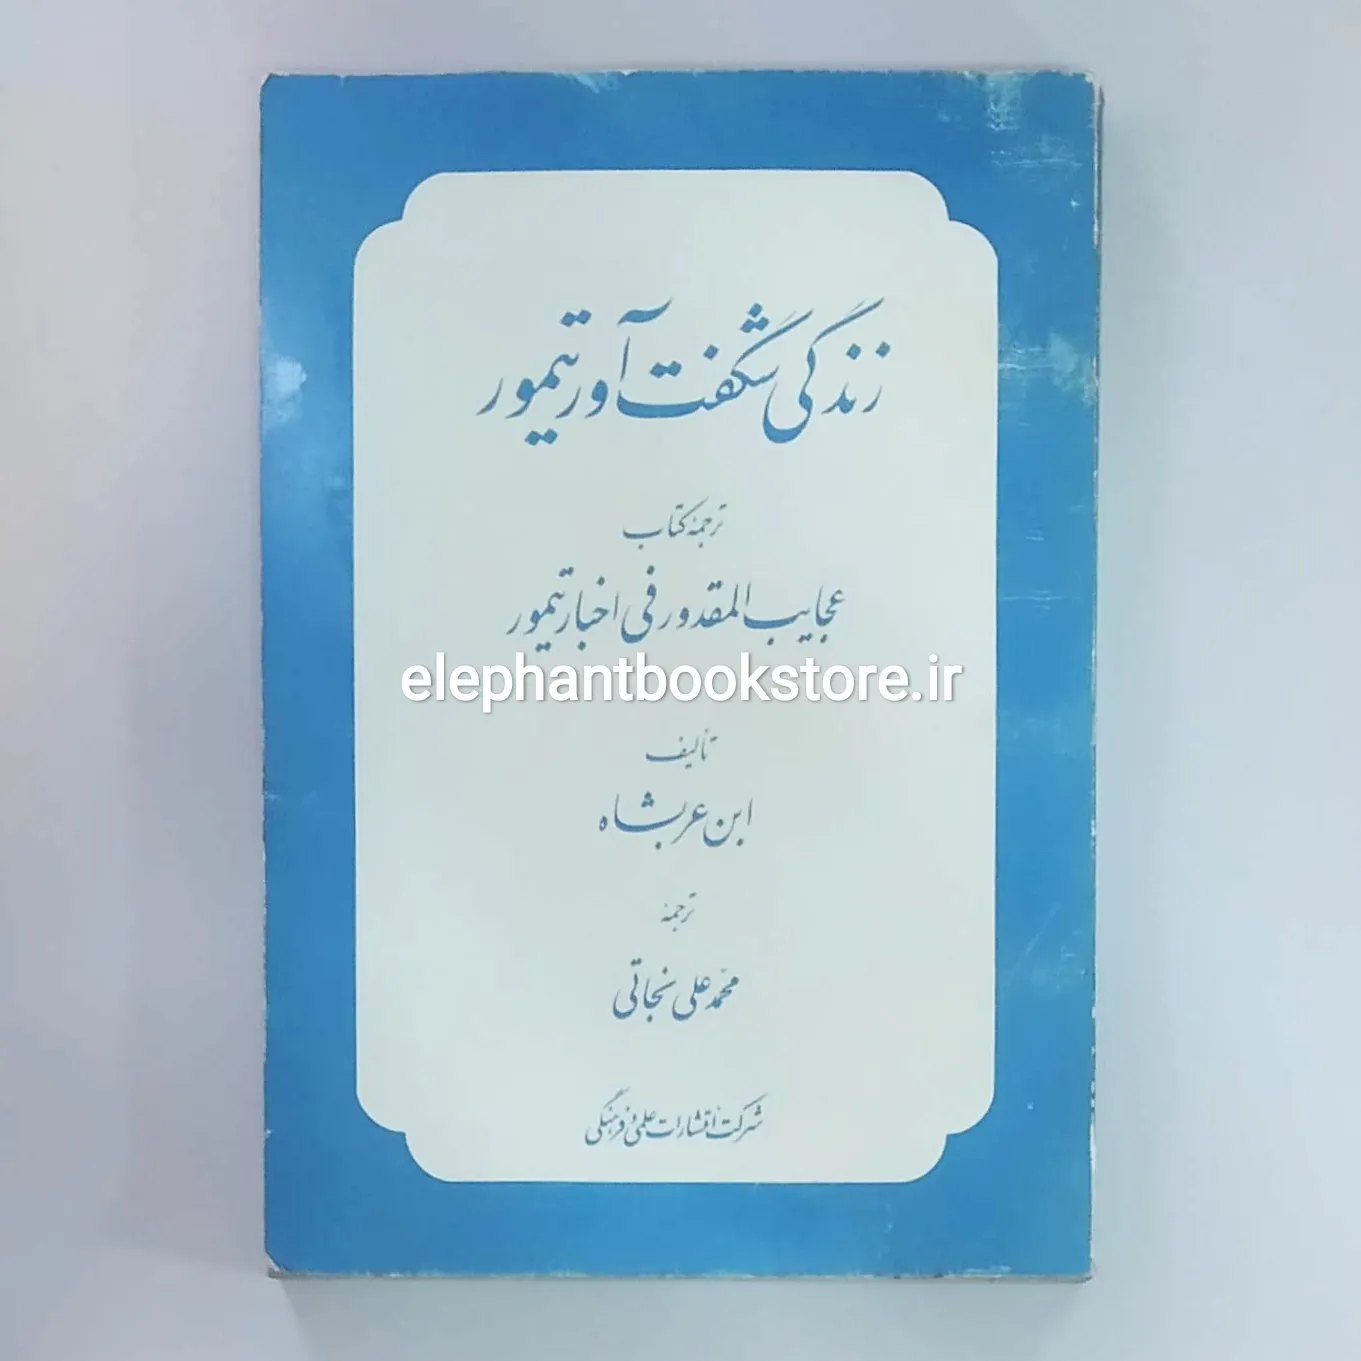 زندگی شگفت آور تیمور
ترجمهٔ کتاب
عجایب المقدور فی اخبار تیمور
elephantbookstore.ir
تألیف
ابن عربشاه
ترجمهٔ
محمد علی نجاتی
شرکت انتشارات علمی و فرهنگی